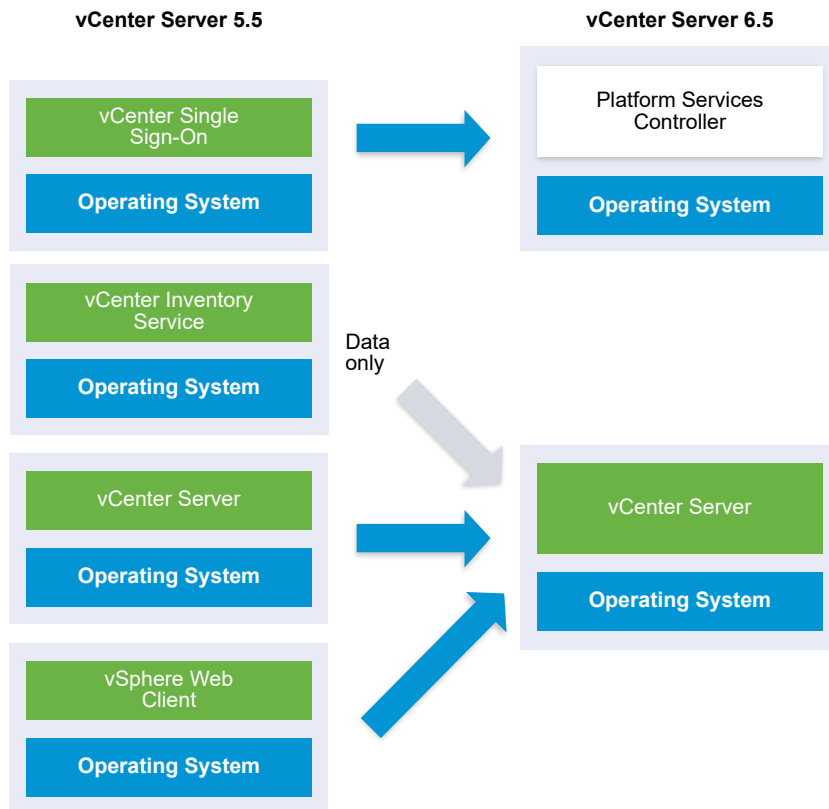 vCenter Server 5.5
vCenter Server 6.5
vCenter Single
Sign-On
Operating System
Platform Services
Controller
Operating System
vCenter Inventory
Service
Operating System
Data
only
vCenter Server
Operating System
vCenter Server
Operating System
vSphere Web
Client
Operating System